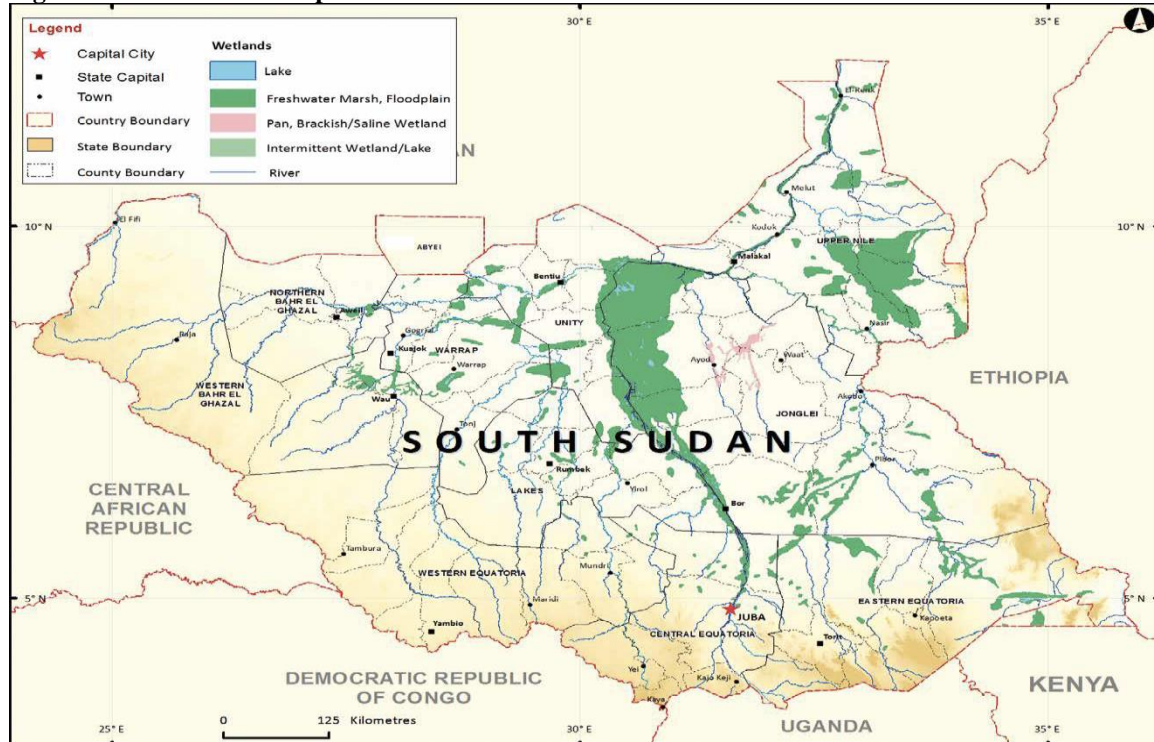 30° E
35° E
Legend
Capital City
State Capital
Town
Country Boundary
State Boundary
County Boundary
Wetlands
Lake
Freshwater Marsh, Floodplain
Pan, Brackish/Saline Wetland
Intermittent Wetland/Lake
River
El Renk
Melut
10° N
El Fifi
ABYEI
Kodok
UPPER NILE
10° N
Malakal
Bentiu
NORTHERN
BAHR EL
GHAZAL
Aweil
UNITY
Nasir
Raja
Gogrial
Kuajok
WARRAP
Warrap
Ayod
Waat
ETHIOPIA
WESTERN
BAHR EL
GHAZAL
Wau
Akobo
JONGLEI
Tonj
SOUTH SUDAN
Rumbek
Pibor
CENTRAL
AFRICAN
REPUBLIC
LAKES
Yirol
Bor
Tambura
WESTERN EQUATORIA
Mundri
5° N
Maridi
EASTERN EQUATORIA
5° N
JUBA
Kapoeta
Yambio
CENTRAL EQUATORIA
Torit
Yei
Kajo Keji
DEMOCRATIC REPUBLIC
OF CONGO
KENYA
Kaya
0 125 Kilometres
UGANDA
25° E
30° E
35° E